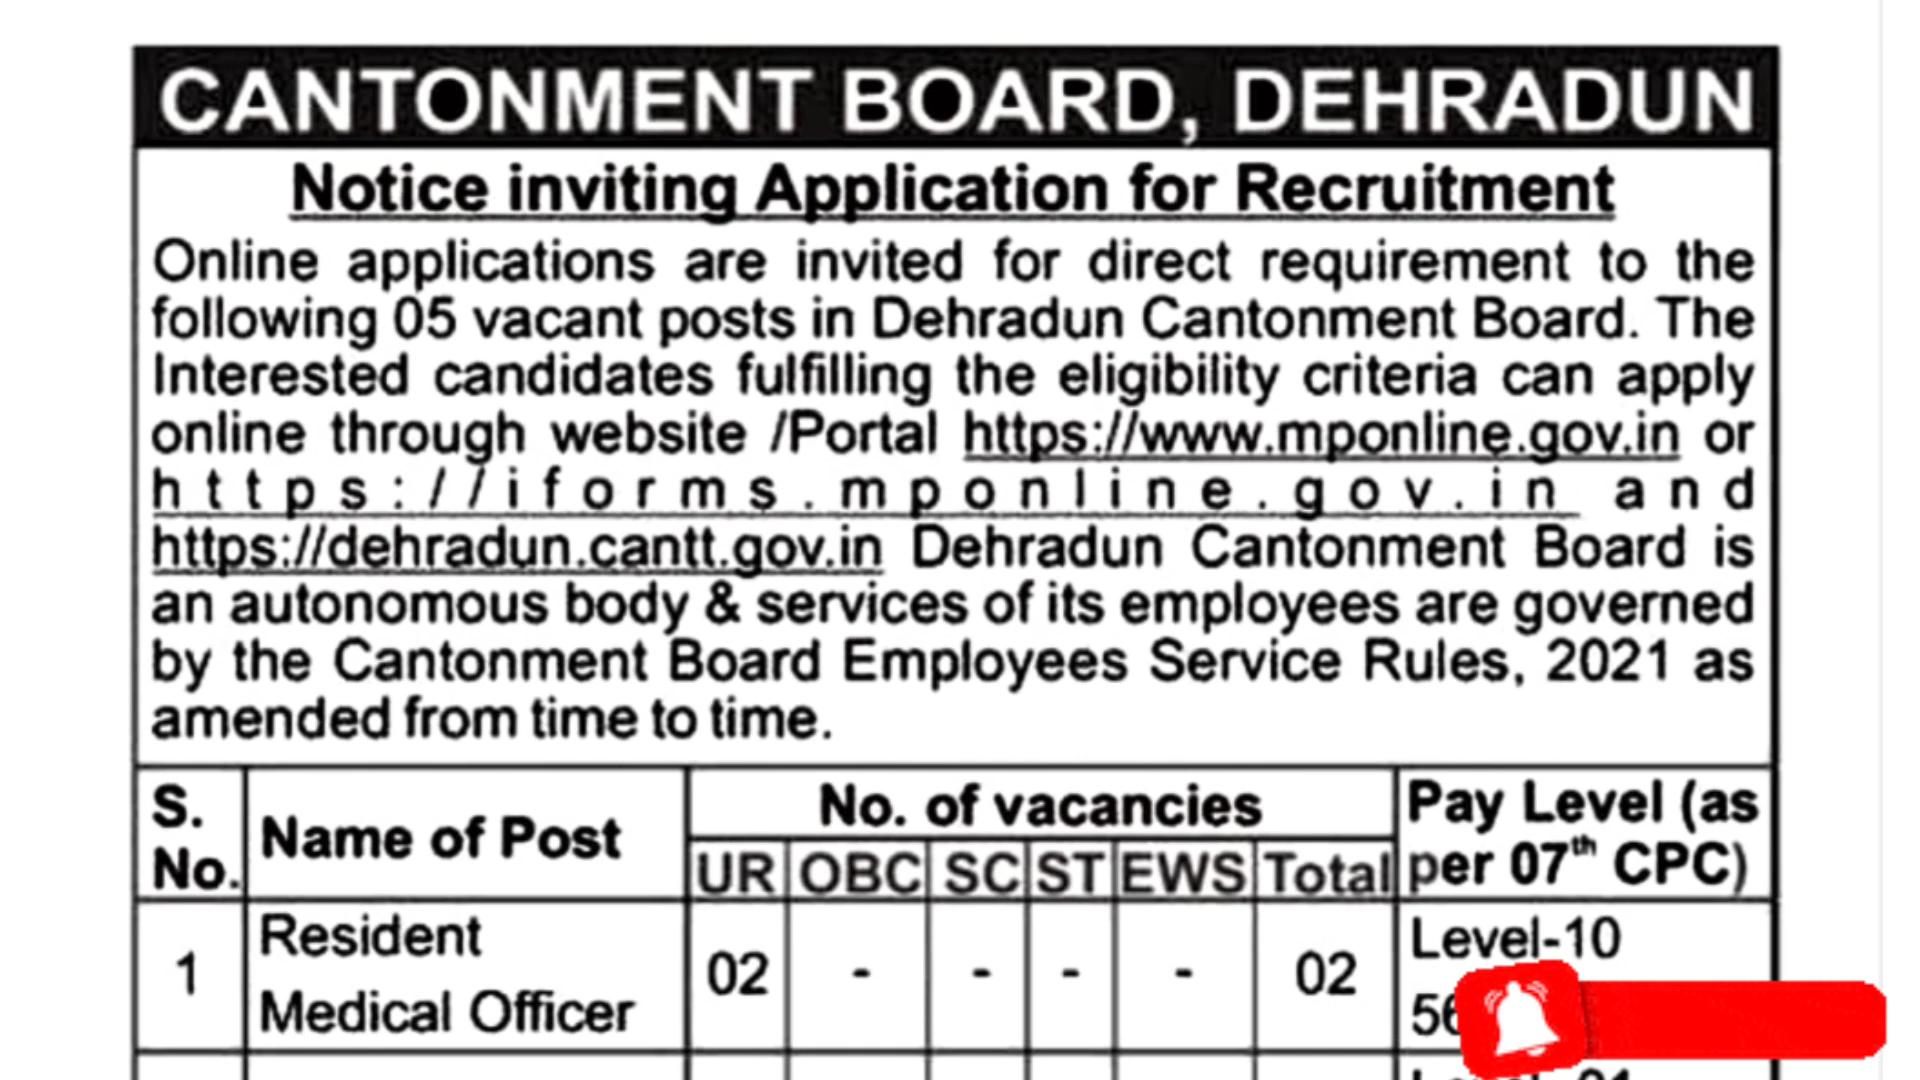 CANTONMENT BOARD, DEHRADUN
Notice inviting Application for Recruitment
Online applications are invited for direct requirement to the
following 05 vacant posts in Dehradun Cantonment Board. The
Interested candidates fulfilling the eligibility criteria can apply
online through website /Portal https://www.mponline.gov.in or
https://iforms.mponline.gov.in and
https://dehradun.cantt.gov.in Dehradun Cantonment Board is
an autonomous body & services of its employees are governed
by the Cantonment Board Employees Service Rules, 2021 as
amended from time to time.
S. No. Name of Post No. of vacancies Pay Level (as per 07th CPC)
UR OBC SC ST EWS Total
1 Resident Medical Officer 02 - - - - 02 Level-10